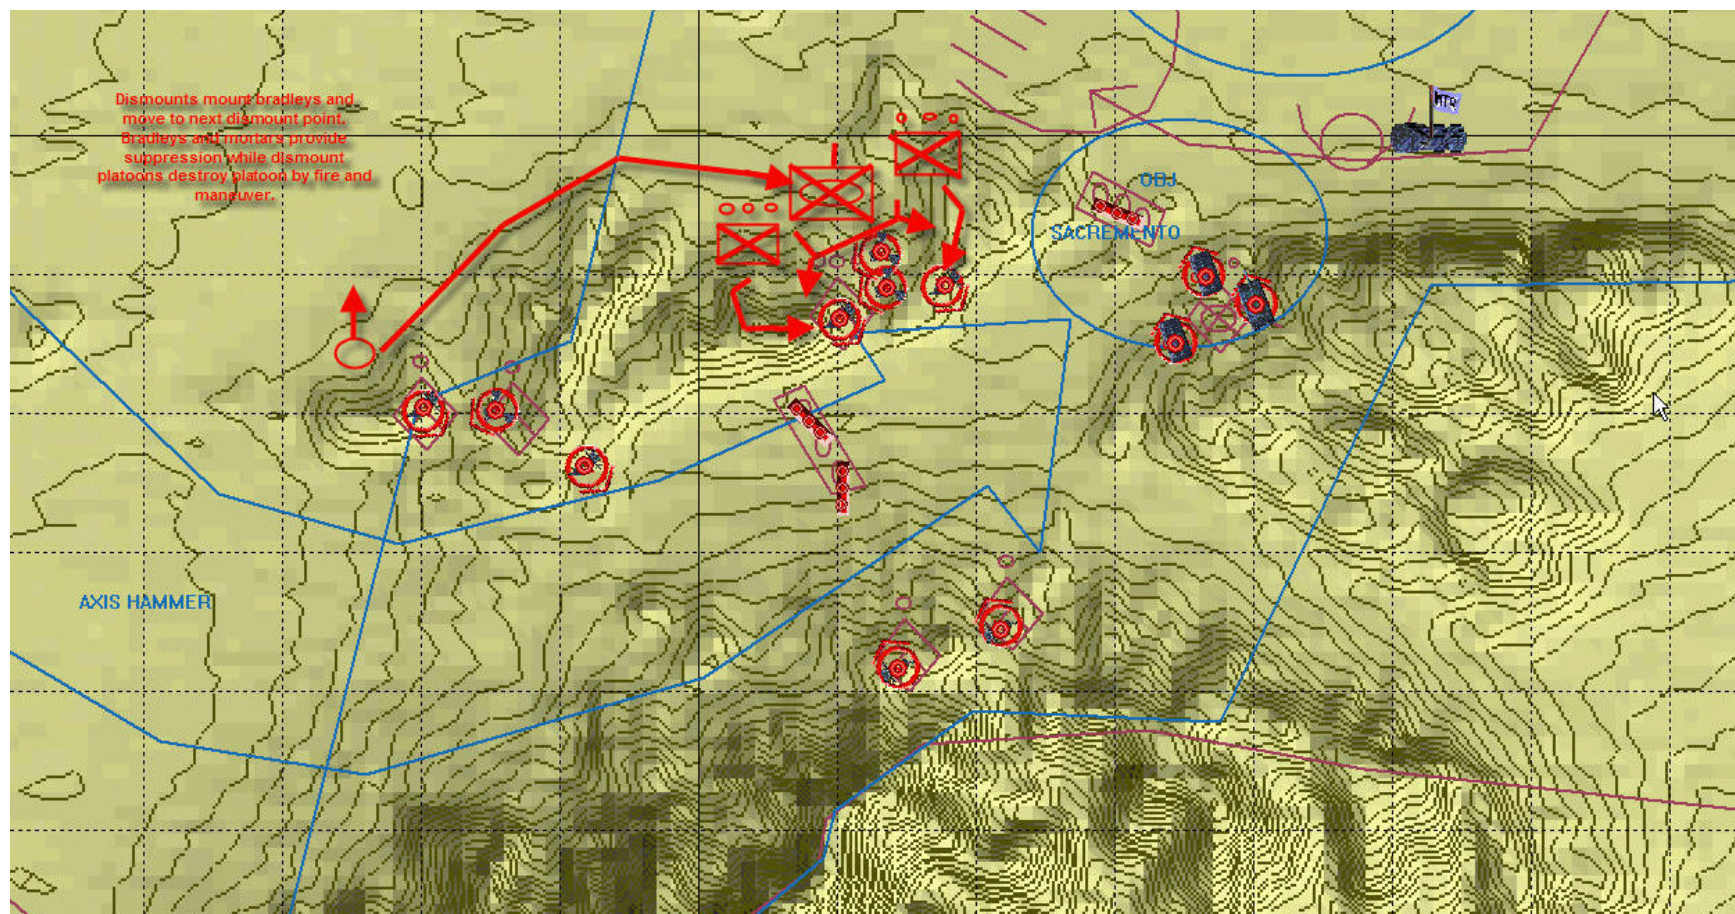 Dismounts mount bradleys and
move to next dismount point.
Bradleys and mortars provide
suppression while dismount
platoons destroy platoon by fire and
maneuver.
OBJ
SACREMENTO
AXIS HAMMER